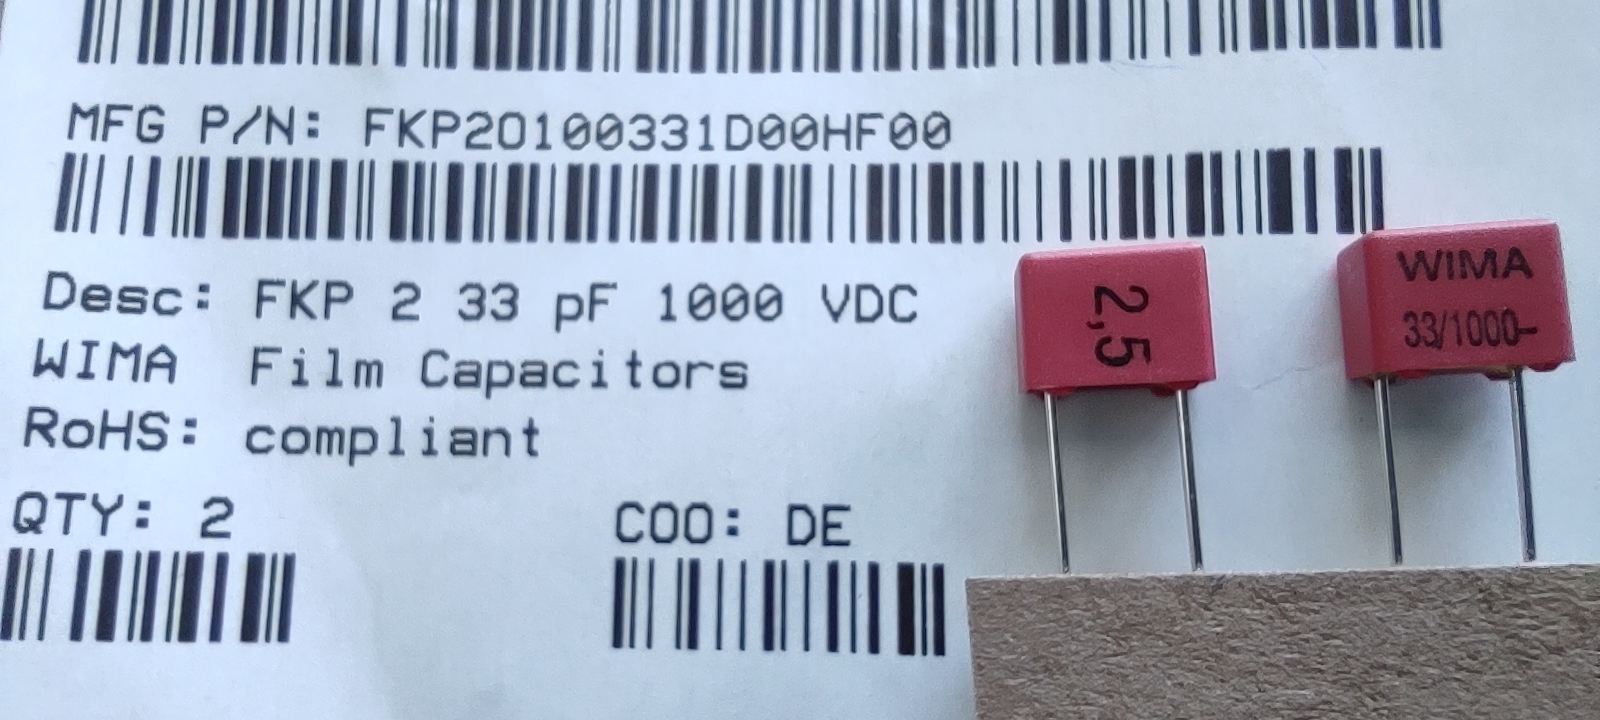 MFG P/N: FKP2O100331D00HF00
Desc: FKP 2 33 pF 1000 VDC
WIMA Film Capacitors
RoHS: compliant
QTY: 2
COO: DE
2,5
WIMA
33/1000-